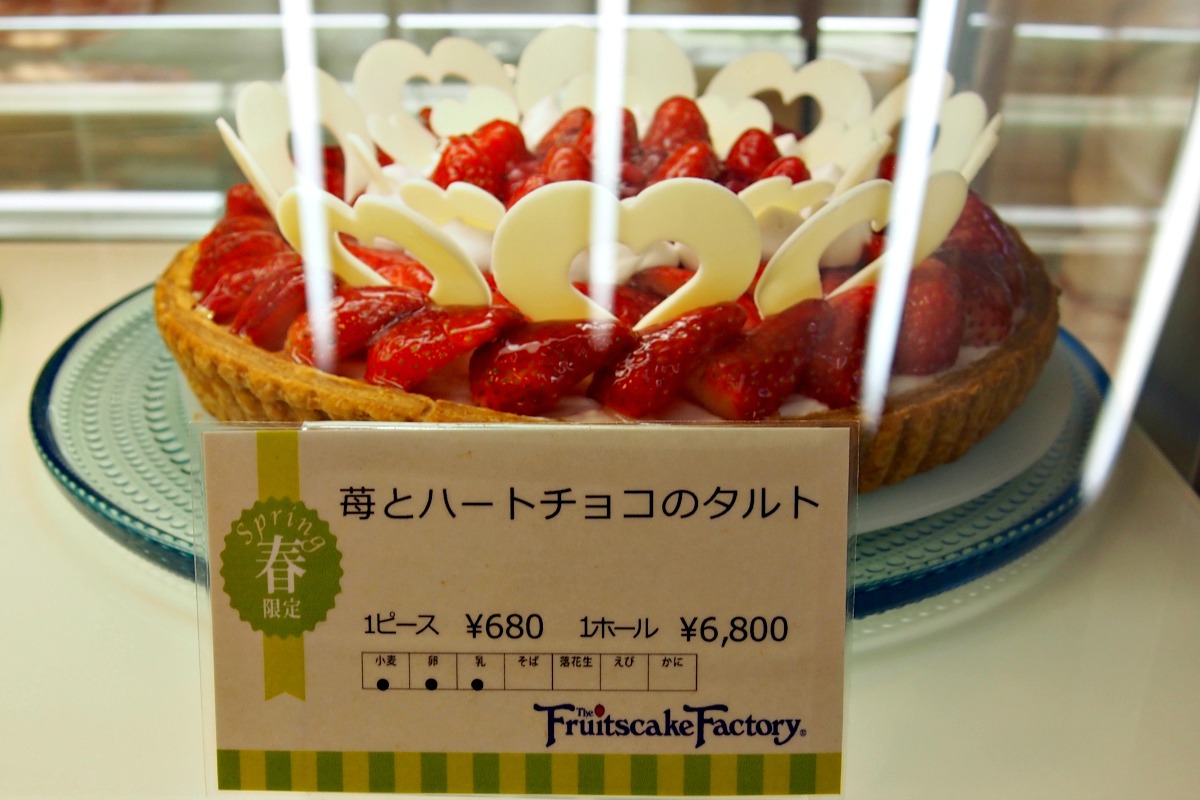 苺とハートチョコのタルト
Spring
春
限定
1ピース ¥680 1ホール ¥6,800
小麦 卵 乳 そば 落花生 えび かに
● ● ●
The
FruitscakeFactory®